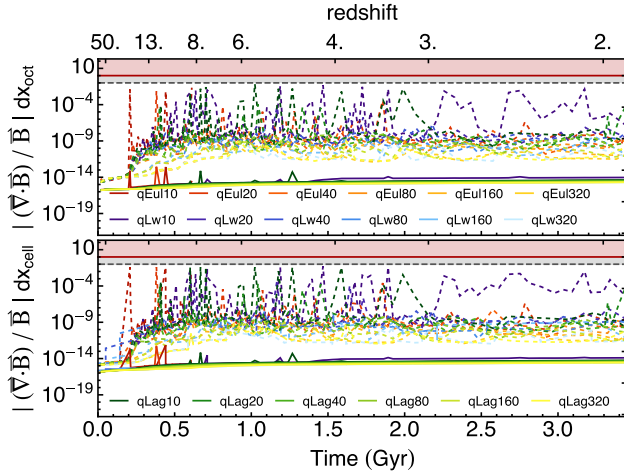 redshift
50. 13. 8. 6. 4. 3. 2.
| (∇⃗·B⃗) / B⃗ | dx_oct
10
10⁻⁴
10⁻⁹
10⁻¹⁴
10⁻¹⁹
qEul10 qEul20 qEul40 qEul80 qEul160 qEul320
qLw10 qLw20 qLw40 qLw80 qLw160 qLw320
| (∇⃗·B⃗) / B⃗ | dx_cell
10
10⁻⁴
10⁻⁹
10⁻¹⁴
10⁻¹⁹
qLag10 qLag20 qLag40 qLag80 qLag160 qLag320
0.0 0.5 1.0 1.5 2.0 2.5 3.0
Time (Gyr)